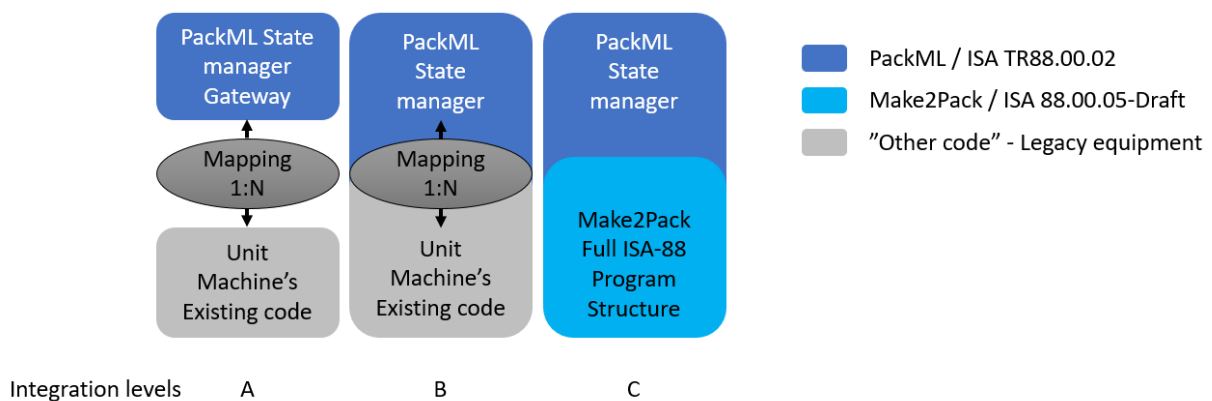 PackML State
manager
Gateway
Mapping
1:N
Unit
Machine's
Existing code
PackML
State
manager
Mapping
1:N
Unit
Machine's
Existing code
PackML
State
manager
Make2Pack
Full ISA-88
Program
Structure
PackML / ISA TR88.00.02
Make2Pack / ISA 88.00.05-Draft
”Other code” - Legacy equipment
Integration levels A B C